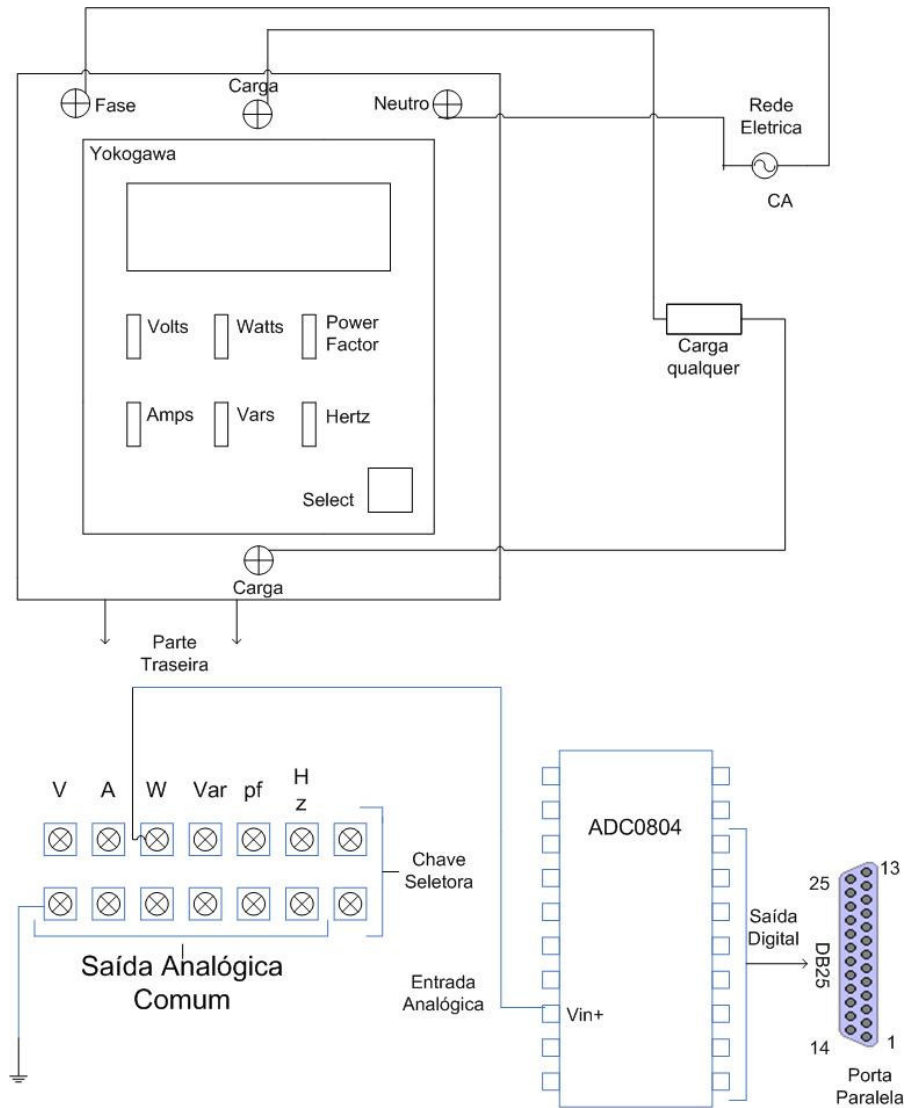 Fase
Carga
Neutro
Rede
Eletrica
CA
Yokogawa
Volts
Watts
Power
Factor
Amps
Vars
Hertz
Select
Carga
qualquer
Carga
Parte
Traseira
V
A
W
Var
pf
H
z
Chave
Seletora
Saída Analógica
Comum
Entrada
Analógica
ADC0804
Vin+
Saída
Digital
25
13
DB25
14
1
Porta
Paralela